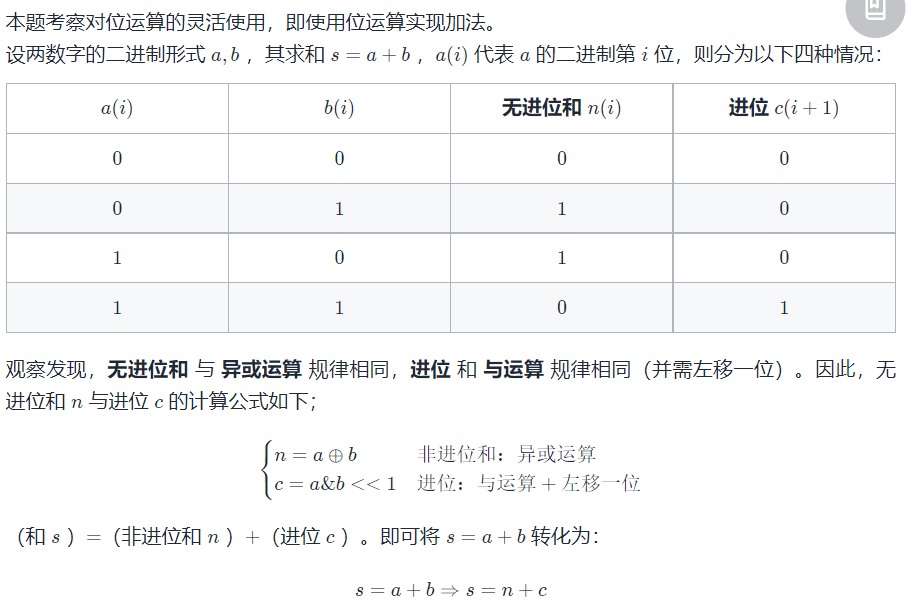 本题考察对位运算的灵活使用，即使用位运算实现加法。
设两数字的二进制形式 a, b ，其求和 s = a + b ，a(i) 代表 a 的二进制第 i 位，则分为以下四种情况：
a(i) b(i) 无进位和 n(i) 进位 c(i + 1)
0 0 0 0
0 1 1 0
1 0 1 0
1 1 0 1
观察发现，无进位和 与 异或运算 规律相同，进位 和 与运算 规律相同（并需左移一位）。因此，无
进位和 n 与进位 c 的计算公式如下；
n = a ⊕ b 非进位和：异或运算
c = a&b << 1 进位：与运算 + 左移一位
（和 s ）=（非进位和 n ）+（进位 c ）。即可将 s = a + b 转化为：
s = a + b ⇒ s = n + c